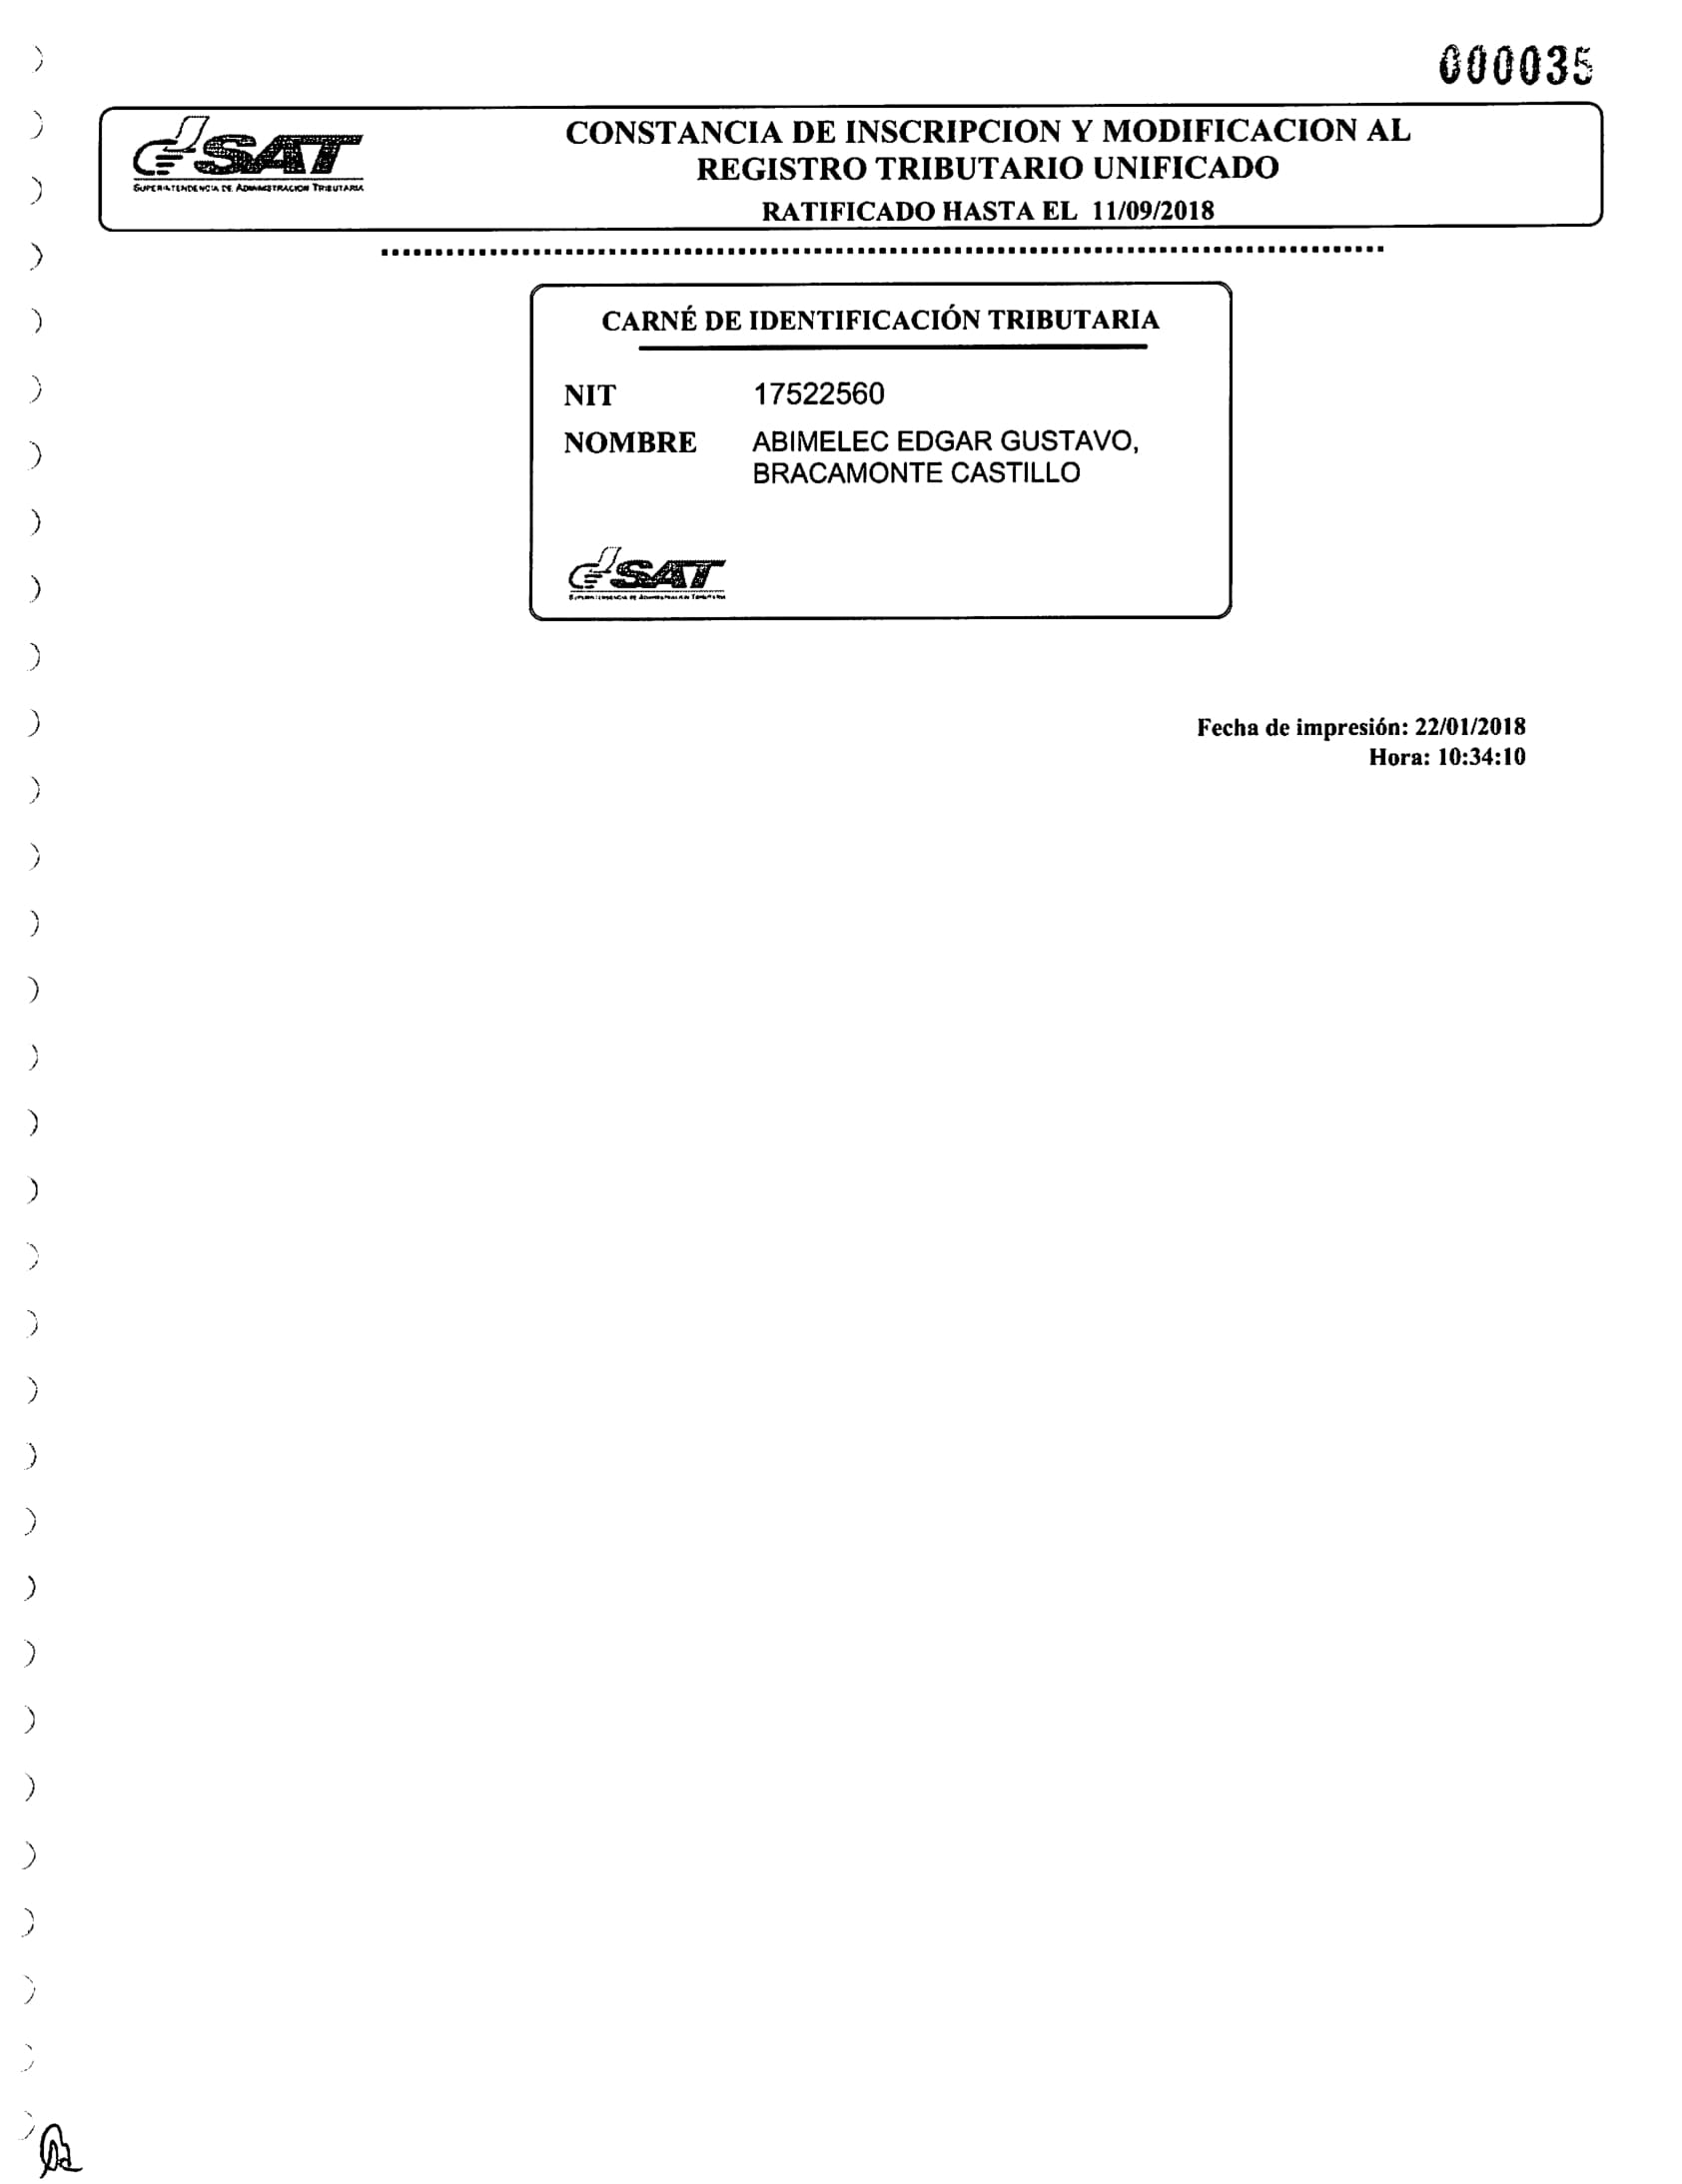 000035
SAT
SUPERINTENDENCIA DE ADMINISTRACION TRIBUTARIA
CONSTANCIA DE INSCRIPCION Y MODIFICACION AL
REGISTRO TRIBUTARIO UNIFICADO
RATIFICADO HASTA EL 11/09/2018
CARNÉ DE IDENTIFICACIÓN TRIBUTARIA
NIT 17522560
NOMBRE ABIMELEC EDGAR GUSTAVO,
BRACAMONTE CASTILLO
SAT
SUPERINTENDENCIA DE ADMINISTRACION TRIBUTARIA
Fecha de impresión: 22/01/2018
Hora: 10:34:10